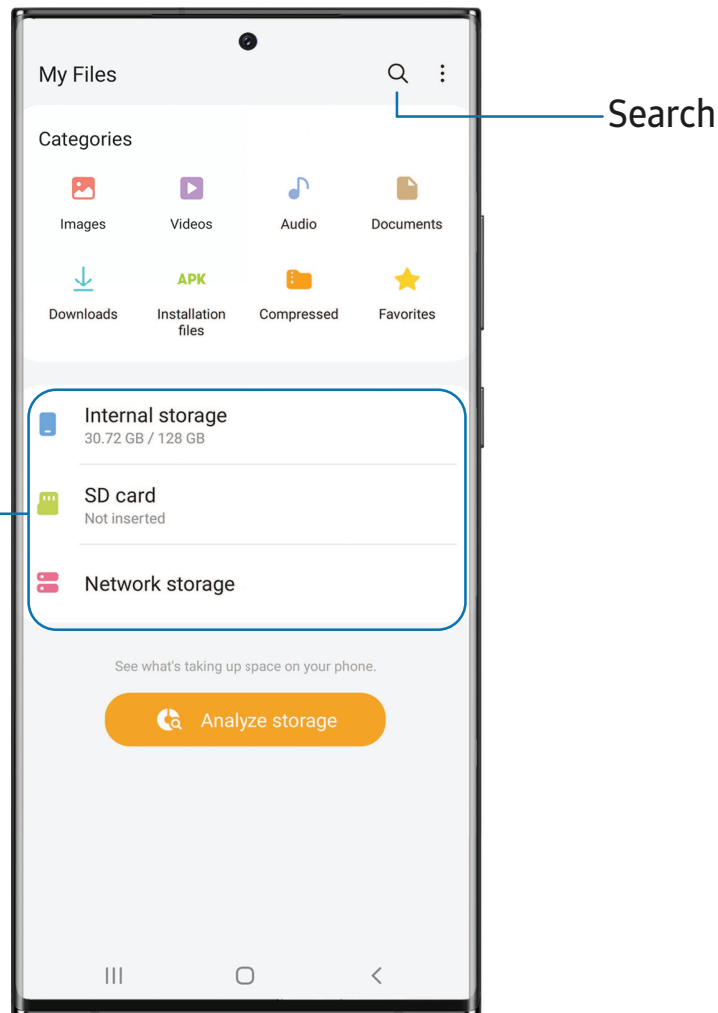 My Files
Search
Categories
Images Videos Audio Documents
APK
Downloads Installation files Compressed Favorites
Internal storage
30.72 GB / 128 GB
SD card
Not inserted
Network storage
See what's taking up space on your phone.
Analyze storage